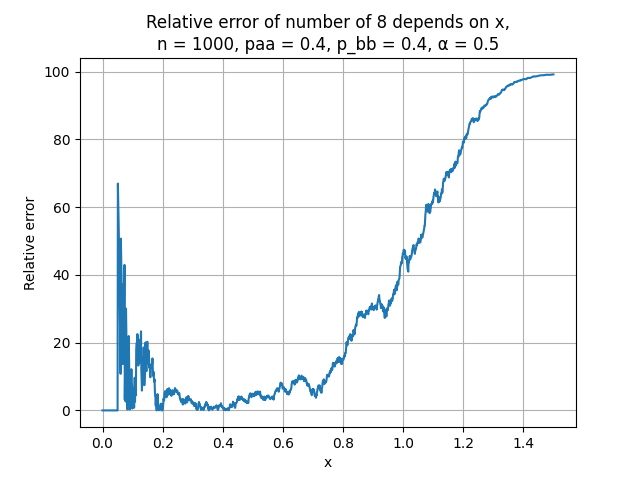 Relative error of number of 8 depends on x,
n = 1000, paa = 0.4, p_bb = 0.4, α = 0.5
100
80
60
40
20
0
Relative error
0.0 0.2 0.4 0.6 0.8 1.0 1.2 1.4
x